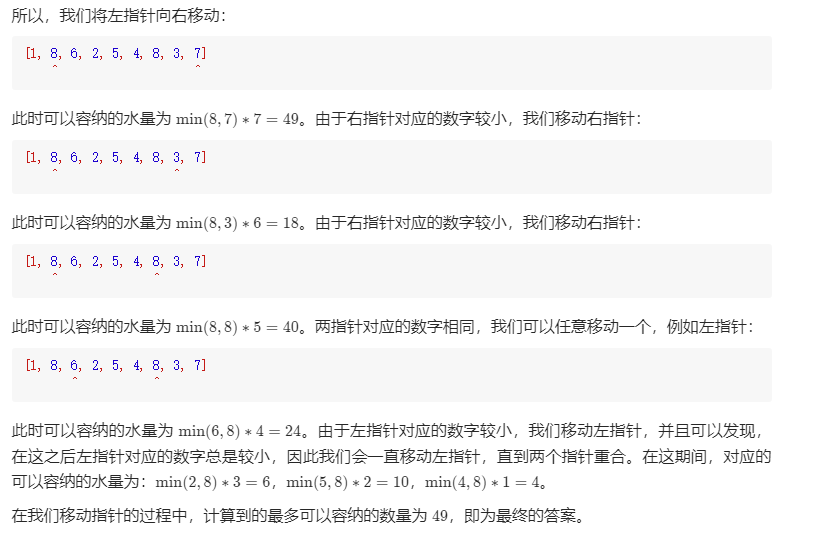 所以，我们将左指针向右移动：
[1, 8, 6, 2, 5, 4, 8, 3, 7]
^ ^
此时可以容纳的水量为 min(8, 7) ∗ 7 = 49。由于右指针对应的数字较小，我们移动右指针：
[1, 8, 6, 2, 5, 4, 8, 3, 7]
^ ^
此时可以容纳的水量为 min(8, 3) ∗ 6 = 18。由于右指针对应的数字较小，我们移动右指针：
[1, 8, 6, 2, 5, 4, 8, 3, 7]
^ ^
此时可以容纳的水量为 min(8, 8) ∗ 5 = 40。两指针对应的数字相同，我们可以任意移动一个，例如左指针：
[1, 8, 6, 2, 5, 4, 8, 3, 7]
^ ^
此时可以容纳的水量为 min(6, 8) ∗ 4 = 24。由于左指针对应的数字较小，我们移动左指针，并且可以发现，
在这之后左指针对应的数字总是较小，因此我们会一直移动左指针，直到两个指针重合。在这期间，对应的
可以容纳的水量为：min(2, 8) ∗ 3 = 6，min(5, 8) ∗ 2 = 10，min(4, 8) ∗ 1 = 4。
在我们移动指针的过程中，计算到的最多可以容纳的数量为 49，即为最终的答案。